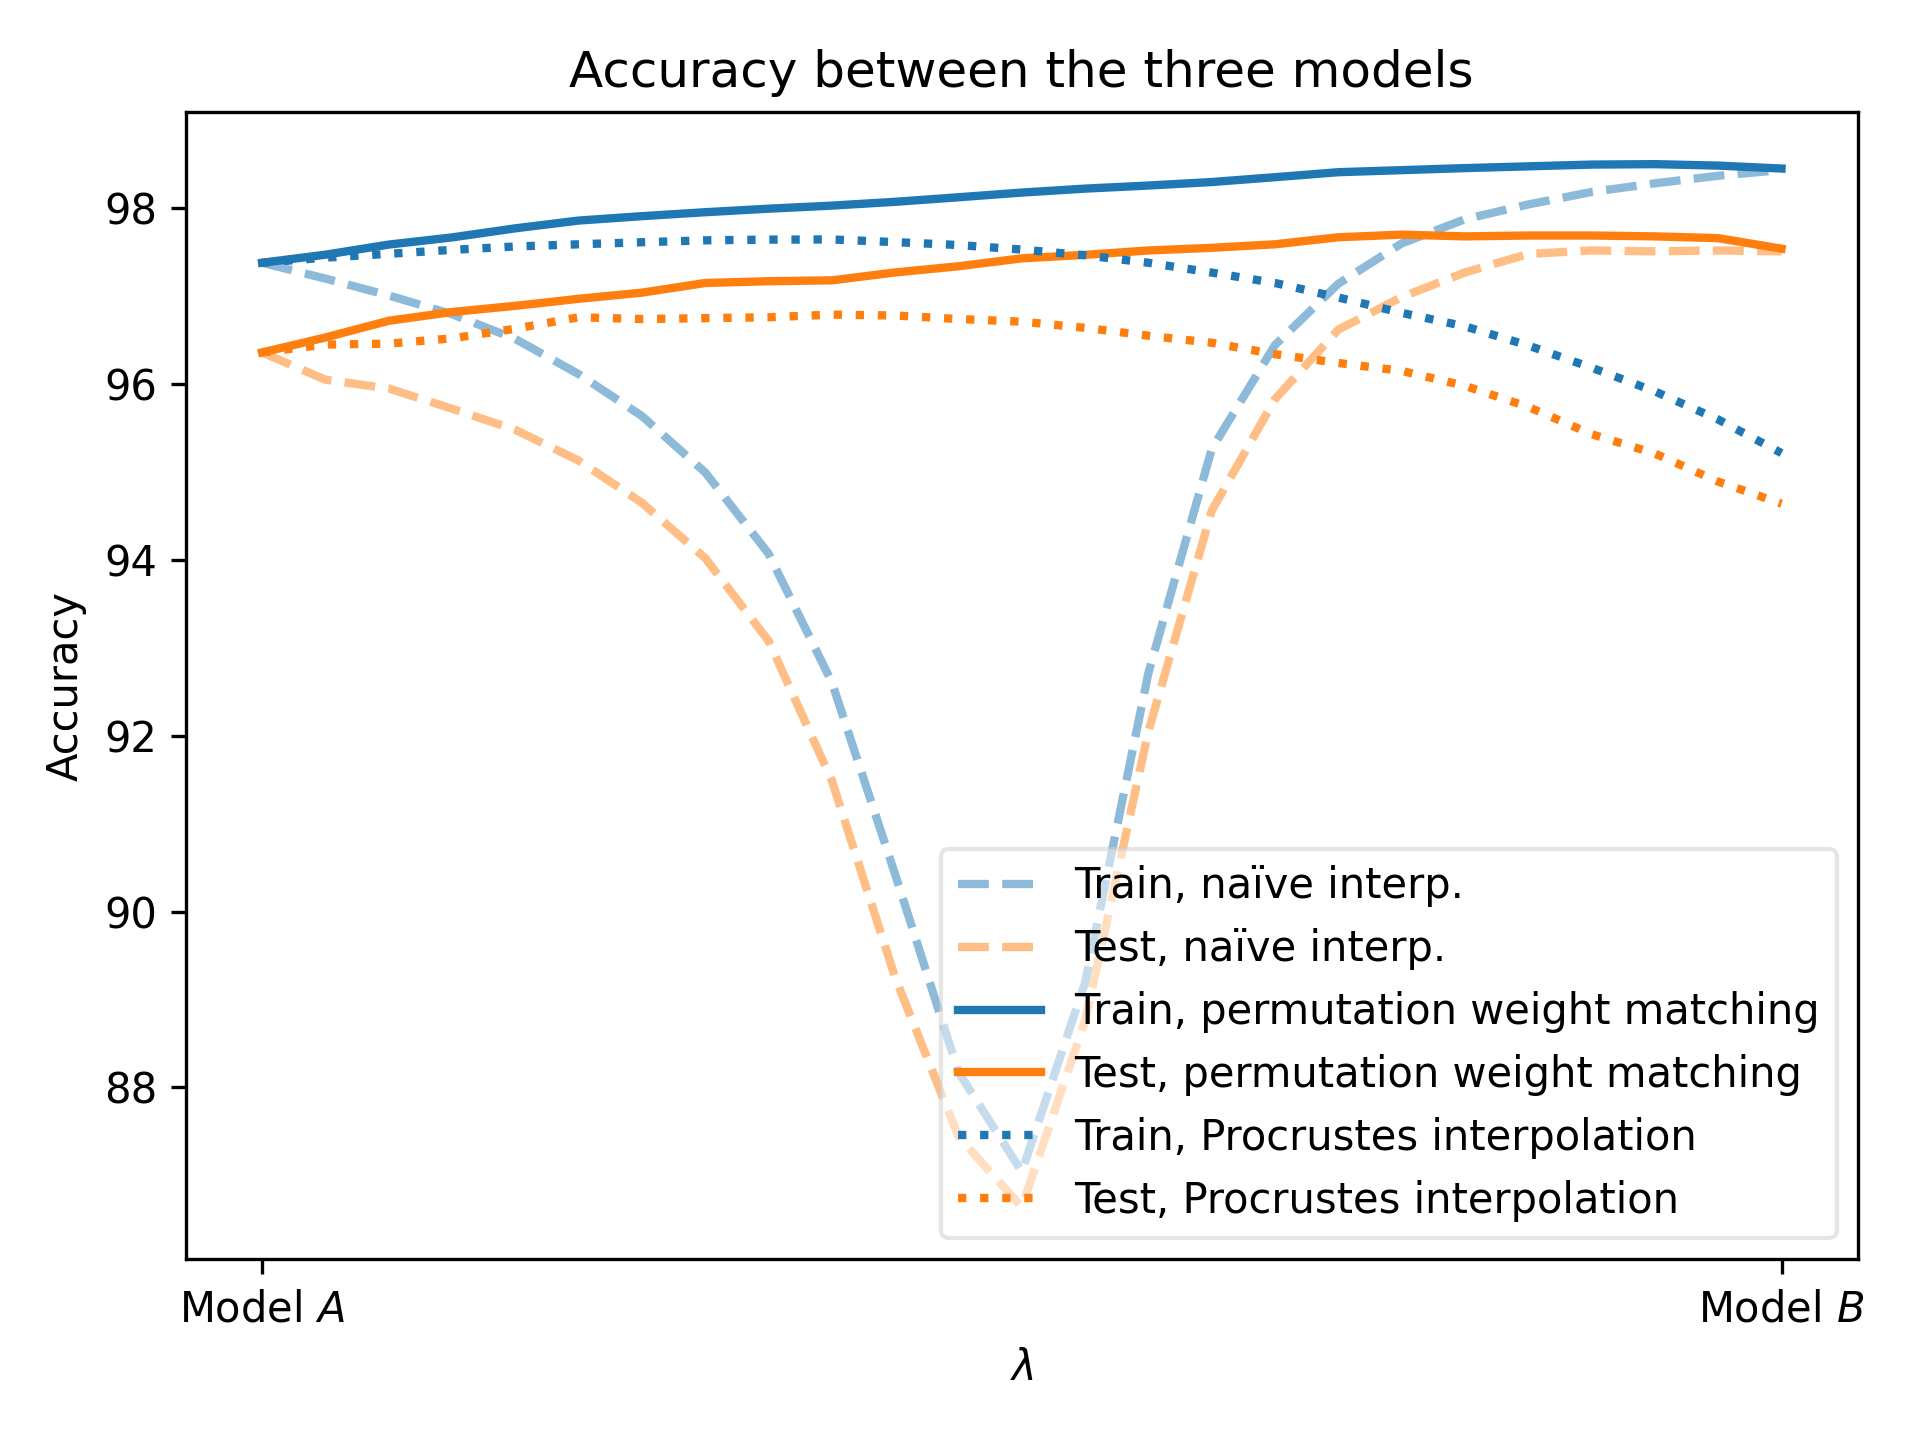 Accuracy between the three models
Accuracy
98
96
94
92
90
88
Train, naïve interp.
Test, naïve interp.
Train, permutation weight matching
Test, permutation weight matching
Train, Procrustes interpolation
Test, Procrustes interpolation
Model A
Model B
λ